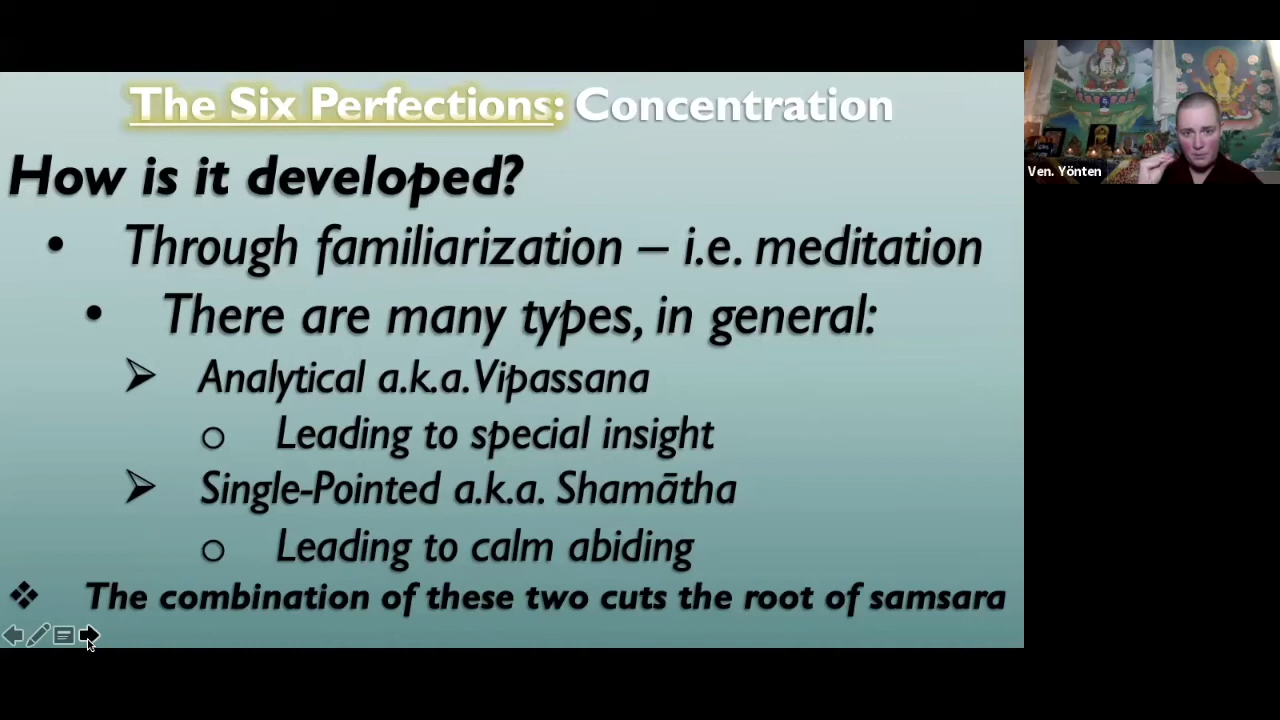 The Six Perfections: Concentration
How is it developed?
• Through familiarization – i.e. meditation
• There are many types, in general:
➢ Analytical a.k.a. Vipassana
o Leading to special insight
➢ Single-Pointed a.k.a. Shamātha
o Leading to calm abiding
❖ The combination of these two cuts the root of samsara
Ven. Yönten